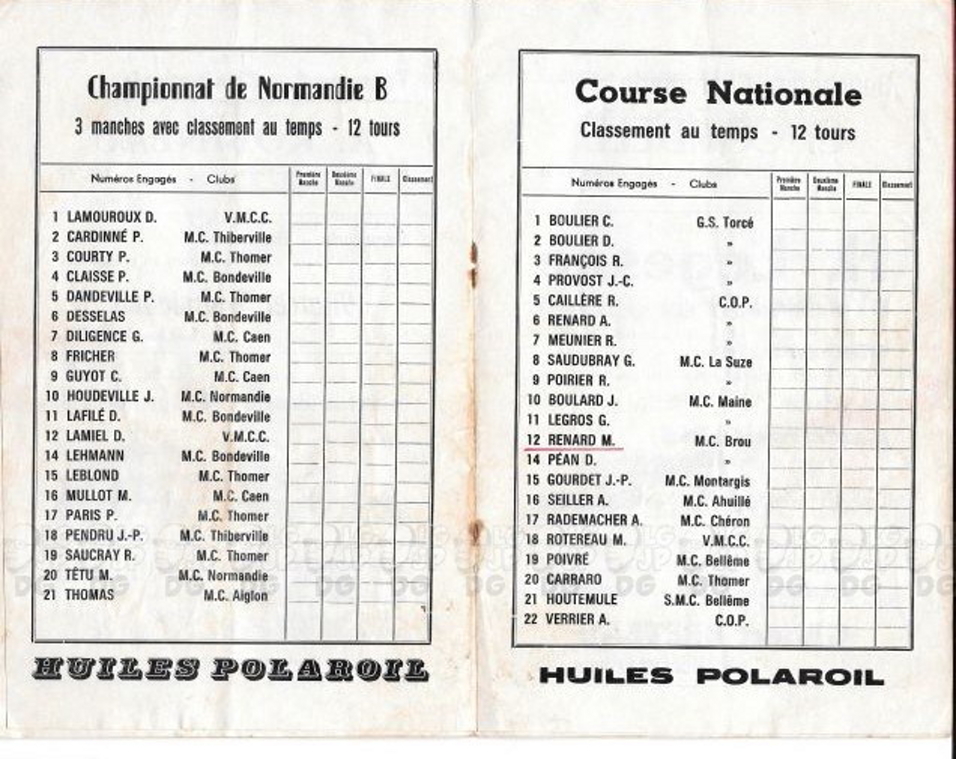 Championnat de Normandie B
3 manches avec classement au temps - 12 tours
Numéros Engagés - Clubs Première Manche Deuxième Manche FINALE Classement
1 LAMOUROUX D. V.M.C.C.
2 CARDINNÉ P. M.C. Thiberville
3 COURTY P. M.C. Thomer
4 CLAISSE P. M.C. Bondeville
5 DANDEVILLE P. M.C. Thomer
6 DESSELAS M.C. Bondeville
7 DILIGENCE G. M.C. Caen
8 FRICHER M.C. Thomer
9 GUYOT C. M.C. Caen
10 HOUDEVILLE J. M.C. Normandie
11 LAFILÉ D. M.C. Bondeville
12 LAMIEL D. V.M.C.C.
14 LEHMANN M.C. Bondeville
15 LEBLOND M.C. Thomer
16 MULLOT M. M.C. Caen
17 PARIS P. M.C. Thomer
18 PENDRU J.-P. M.C. Thiberville
19 SAUCRAY R. M.C. Thomer
20 TÊTU M. M.C. Normandie
21 THOMAS M.C. Aiglon
HUILES POLAROIL
Course Nationale
Classement au temps - 12 tours
Numéros Engagés - Clubs Première Manche Deuxième Manche FINALE Classement
1 BOULIER C. G.S. Torcé
2 BOULIER D. »
3 FRANÇOIS R. »
4 PROVOST J.-C. »
5 CAILLÈRE R. C.O.P.
6 RENARD A. »
7 MEUNIER R. »
8 SAUDUBRAY G. M.C. La Suze
9 POIRIER R. »
10 BOULARD J. M.C. Maine
11 LEGROS G. »
12 RENARD M. M.C. Brou
14 PÉAN D. »
15 GOURDET J.-P. M.C. Montargis
16 SEILLER A. M.C. Ahuillé
17 RADEMACHER A. M.C. Chéron
18 ROTEREAU M. V.M.C.C.
19 POIVRÉ M.C. Bellême
20 CARRARO M.C. Thomer
21 HOUTEMULE S.M.C. Bellême
22 VERRIER A. C.O.P.
HUILES POLAROIL